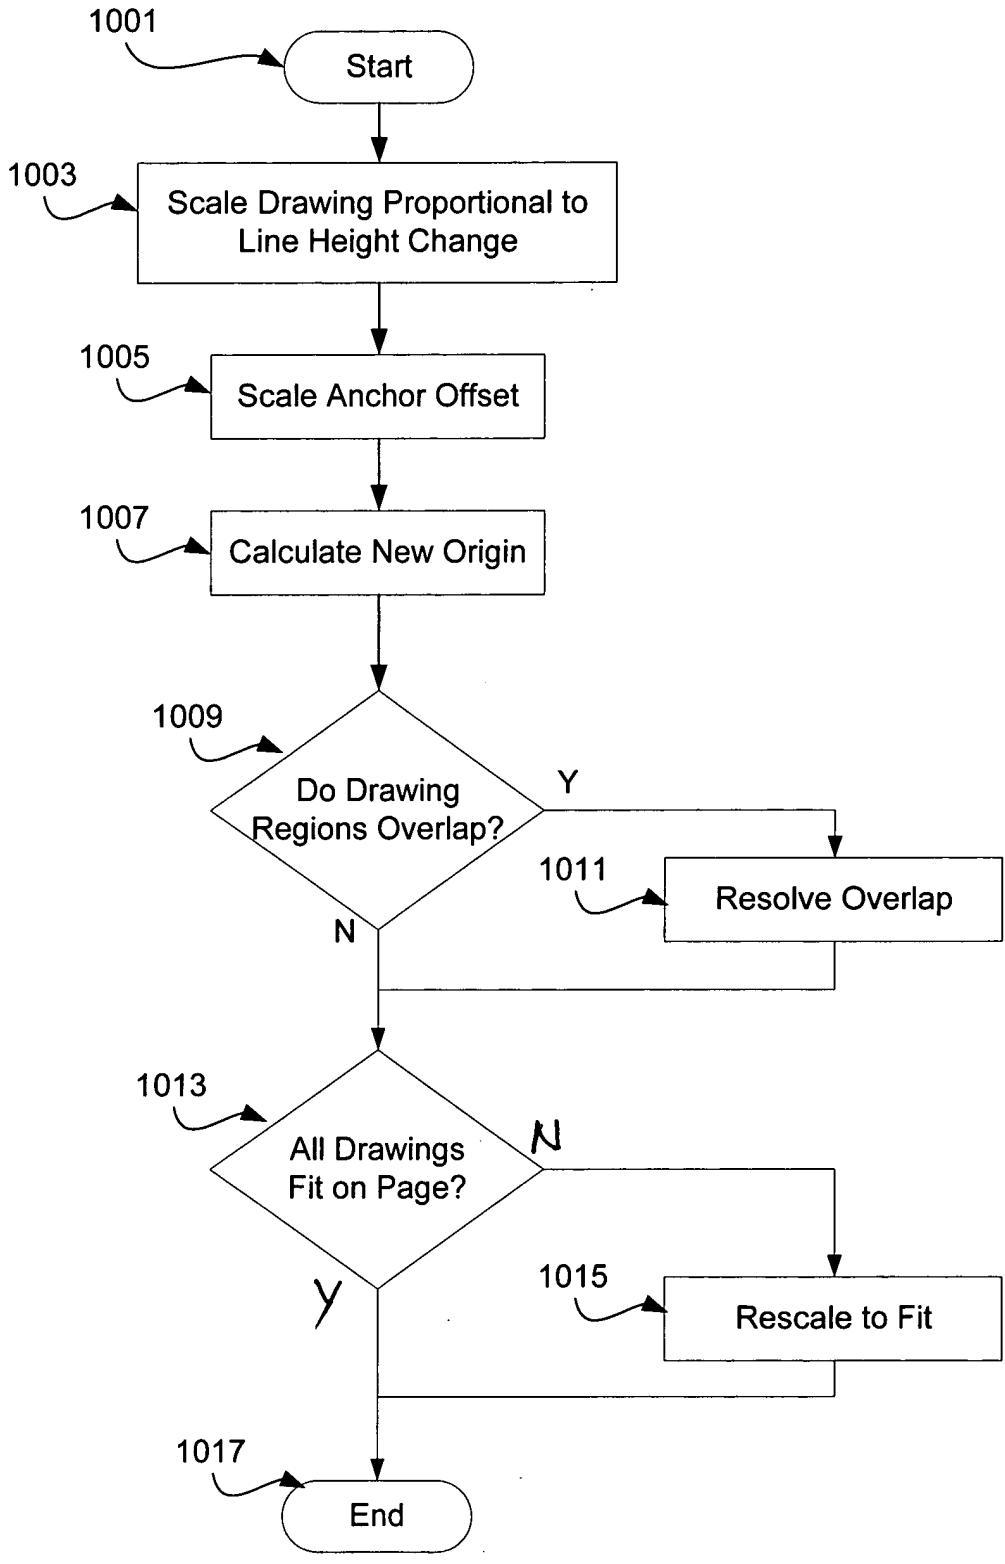 1001
Start
1003
Scale Drawing Proportional to
Line Height Change
1005
Scale Anchor Offset
1007
Calculate New Origin
1009
Do Drawing
Regions Overlap?
Y
1011
Resolve Overlap
N
1013
All Drawings
Fit on Page?
N
Y
1015
Rescale to Fit
1017
End